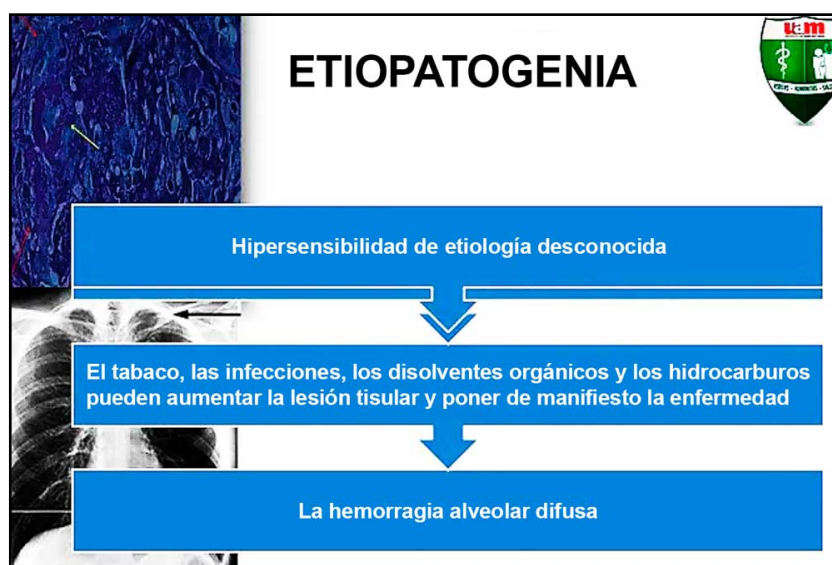 ETIOPATOGENIA
Hipersensibilidad de etiología desconocida
El tabaco, las infecciones, los disolventes orgánicos y los hidrocarburos
pueden aumentar la lesión tisular y poner de manifiesto la enfermedad
La hemorragia alveolar difusa